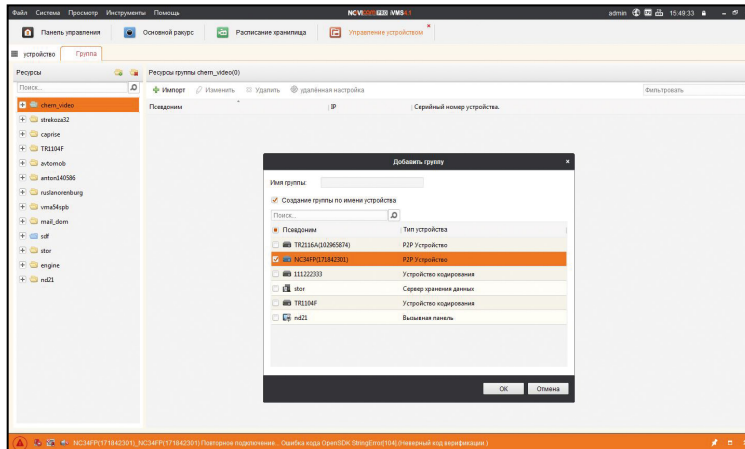 Файл Система Просмотр Инструменты Помощь
admin 15:49:33
Панель управления Основной ракурс Расписание хранилища Управление устройством
устройство Группа
Ресурсы
Поиск...
chern_video
strekoza32
caprise
TR1104F
avtomob
anton140586
ruslanorenburg
vma54spb
mail_dom
sdf
stor
engine
nd21
Ресурсы группы chern_video(0)
Импорт Изменить Удалить удалённая настройка Фильтровать
Псевдоним IP Серийный номер устройства.
Добавить группу
Имя группы:
Создание группы по имени устройства
Поиск...
Псевдоним Тип устройства
TR2116A(102965874) P2P Устройство
NC34FP(171842301) P2P Устройство
111222333 Устройство кодирования
stor Сервер хранения данных
TR1104F Устройство кодирования
nd21 Вызывная панель
OK Отмена
NC34FP(171842301)_NC34FP(171842301) Повторное подключение... Ошибка кода OpenSDK StringError[104].(Неверный код верификации.)